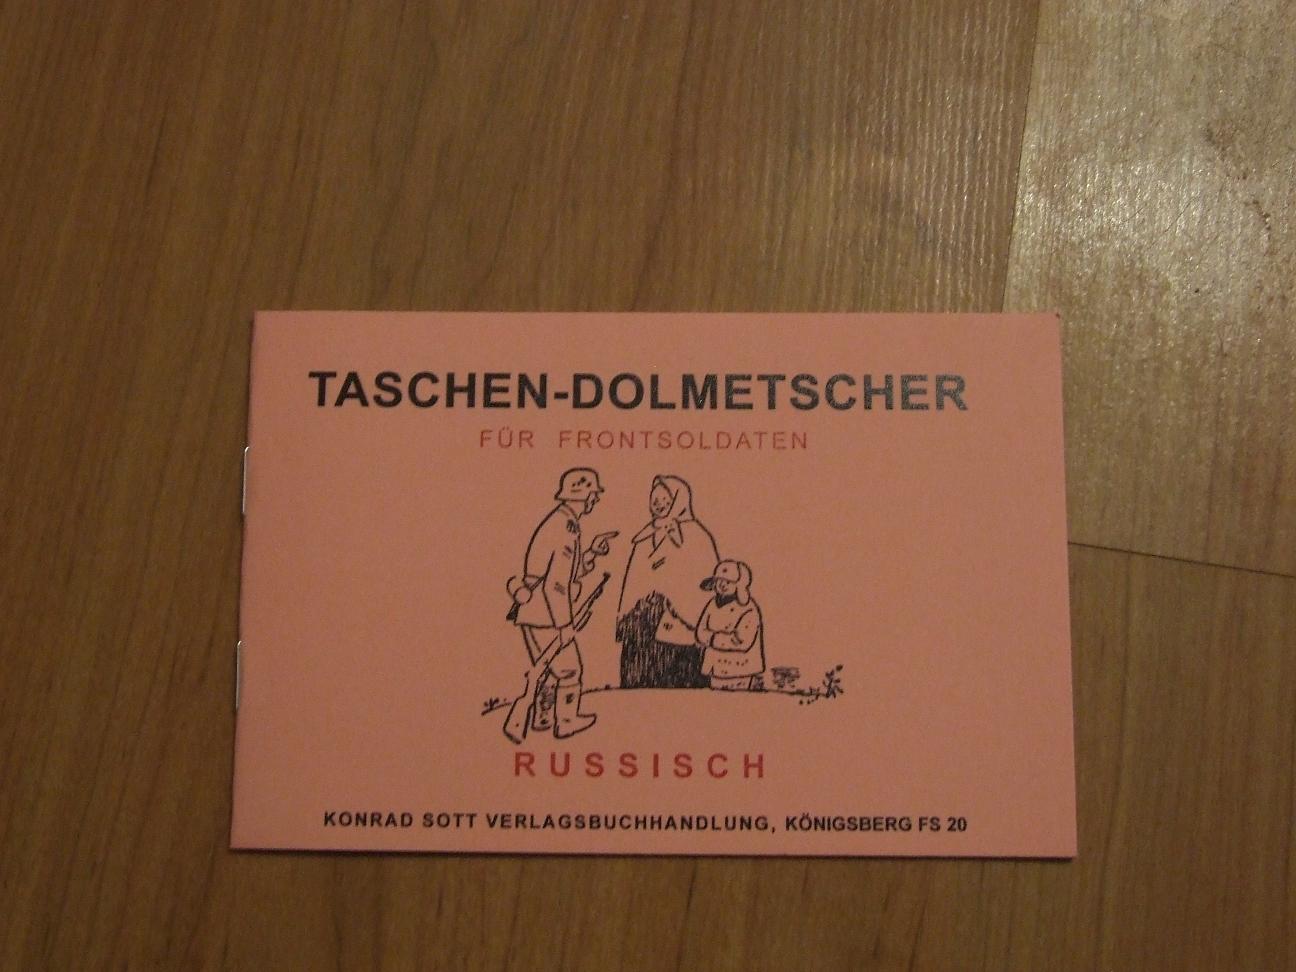 TASCHEN-DOLMETSCHER
FÜR FRONTSOLDATEN
RUSSISCH
KONRAD SOTT VERLAGSBUCHHANDLUNG, KÖNIGSBERG FS 20